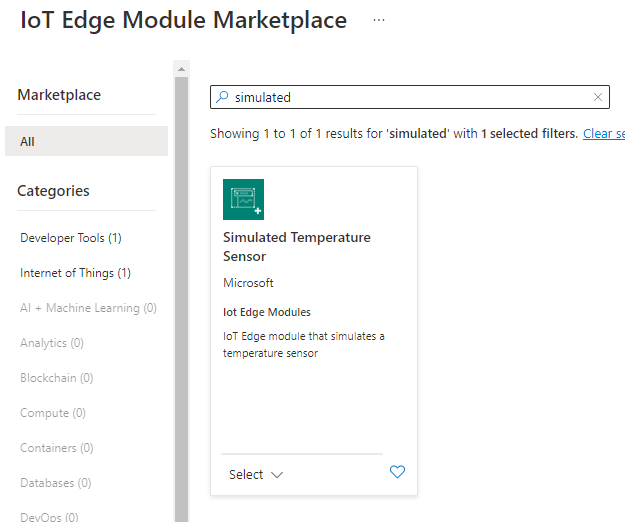 IoT Edge Module Marketplace ...
Marketplace
All
Categories
Developer Tools (1)
Internet of Things (1)
AI + Machine Learning (0)
Analytics (0)
Blockchain (0)
Compute (0)
Containers (0)
Databases (0)
DevOps (0)
simulated
Showing 1 to 1 of 1 results for 'simulated' with 1 selected filters. Clear se
Simulated Temperature
Sensor
Microsoft
Iot Edge Modules
IoT Edge module that simulates a
temperature sensor
Select